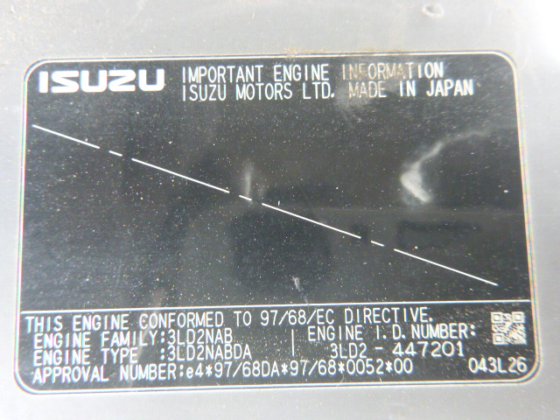 ISUZU IMPORTANT ENGINE INFORMATION
ISUZU MOTORS LTD. MADE IN JAPAN
THIS ENGINE CONFORMED TO 97/68/EC DIRECTIVE.
ENGINE FAMILY:3LD2NAB ENGINE I.D.NUMBER:
ENGINE TYPE :3LD2NABDA 3LD2-447201
APPROVAL NUMBER:e4*97/68DA*97/68*0052*00 043L26